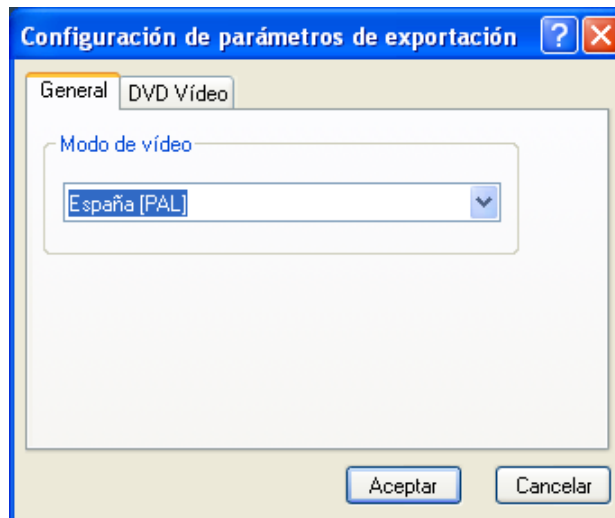 Configuración de parámetros de exportación
General DVD Vídeo
Modo de vídeo
España [PAL]
Aceptar Cancelar